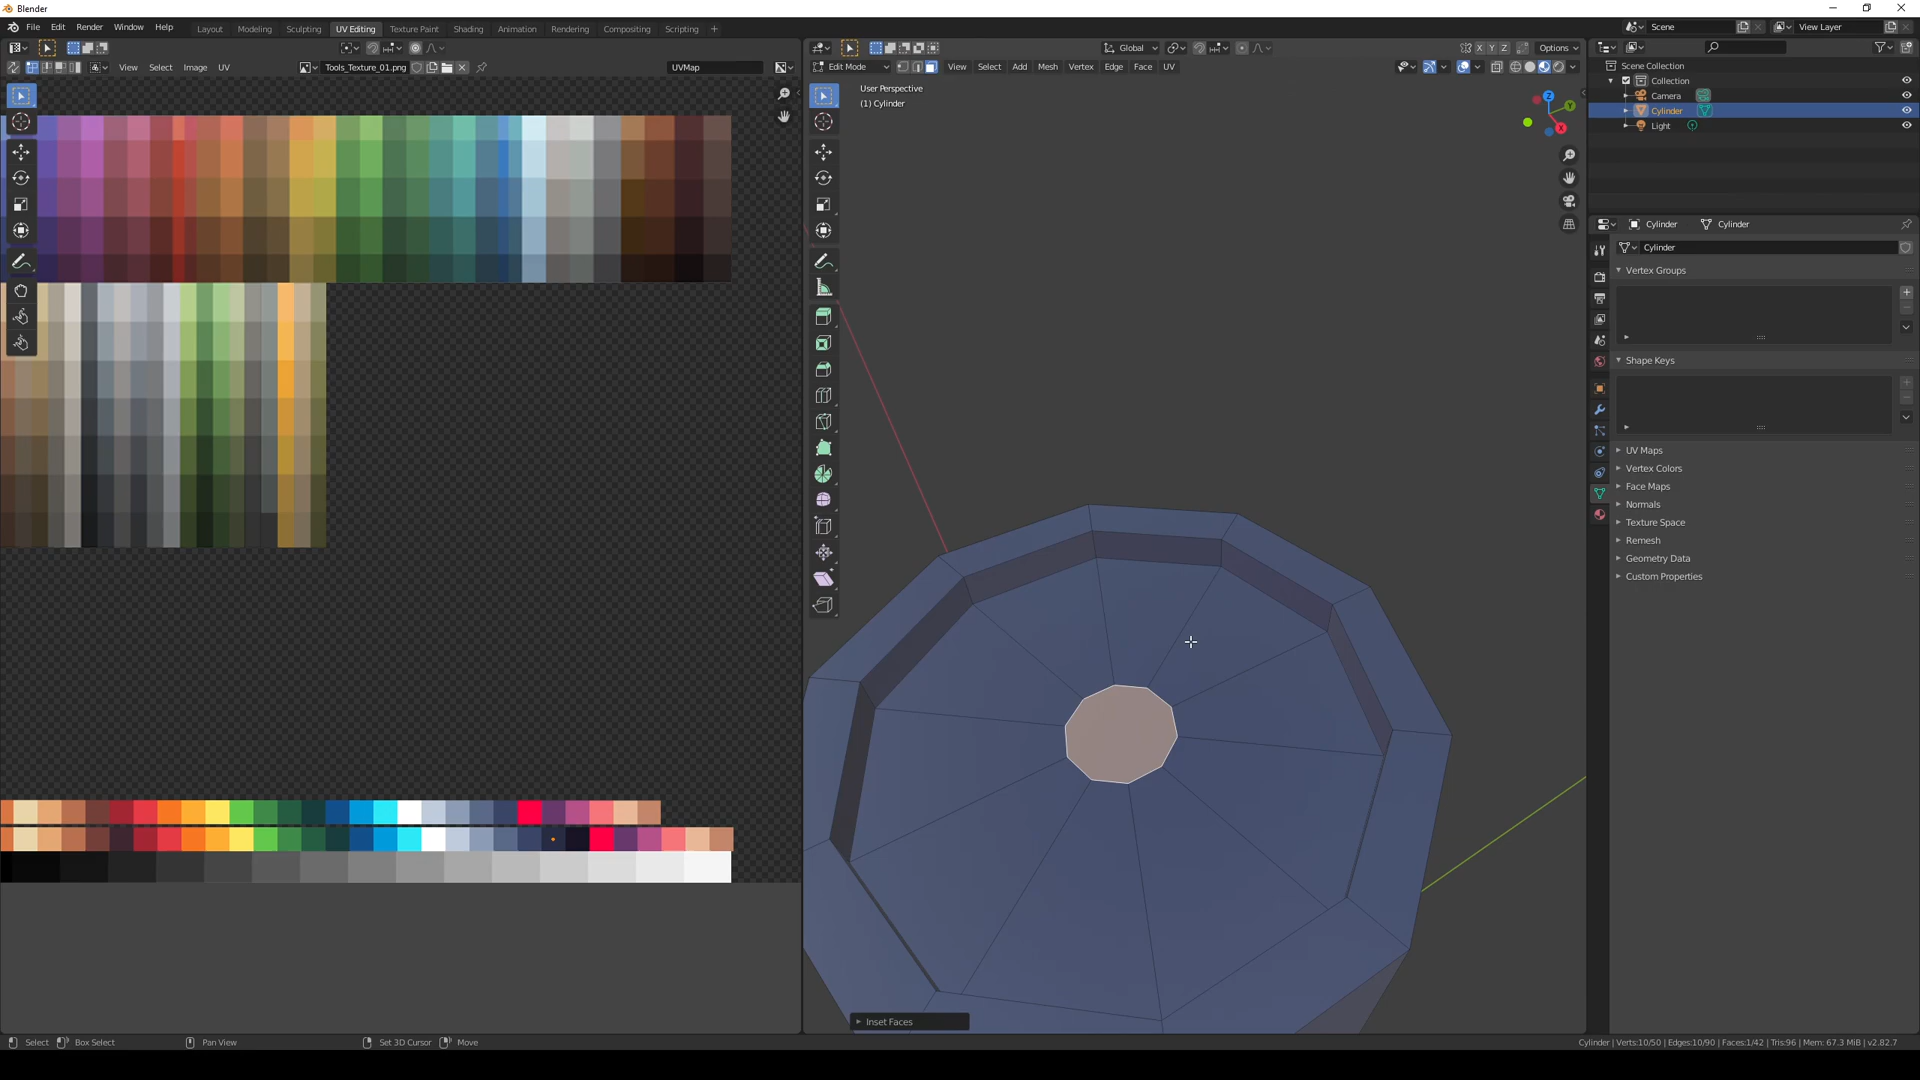 Blender
File Edit Render Window Help
Layout Modeling Sculpting UV Editing Texture Paint Shading Animation Rendering Compositing Scripting +
Scene
View Layer
Global
Options
X Y Z
View Select Image UV
Tools_Texture_01.png
UVMap
Edit Mode
View Select Add Mesh Vertex Edge Face UV
User Perspective
(1) Cylinder
Z
Y
X
Scene Collection
Collection
Camera
Cylinder
Light
Cylinder Cylinder
Cylinder
Vertex Groups
Shape Keys
UV Maps
Vertex Colors
Face Maps
Normals
Texture Space
Remesh
Geometry Data
Custom Properties
Inset Faces
Select Box Select Pan View Set 3D Cursor Move
Cylinder | Verts:10/50 | Edges:10/90 | Faces:1/42 | Tris:96 | Mem: 67.3 MiB | v2.82.7